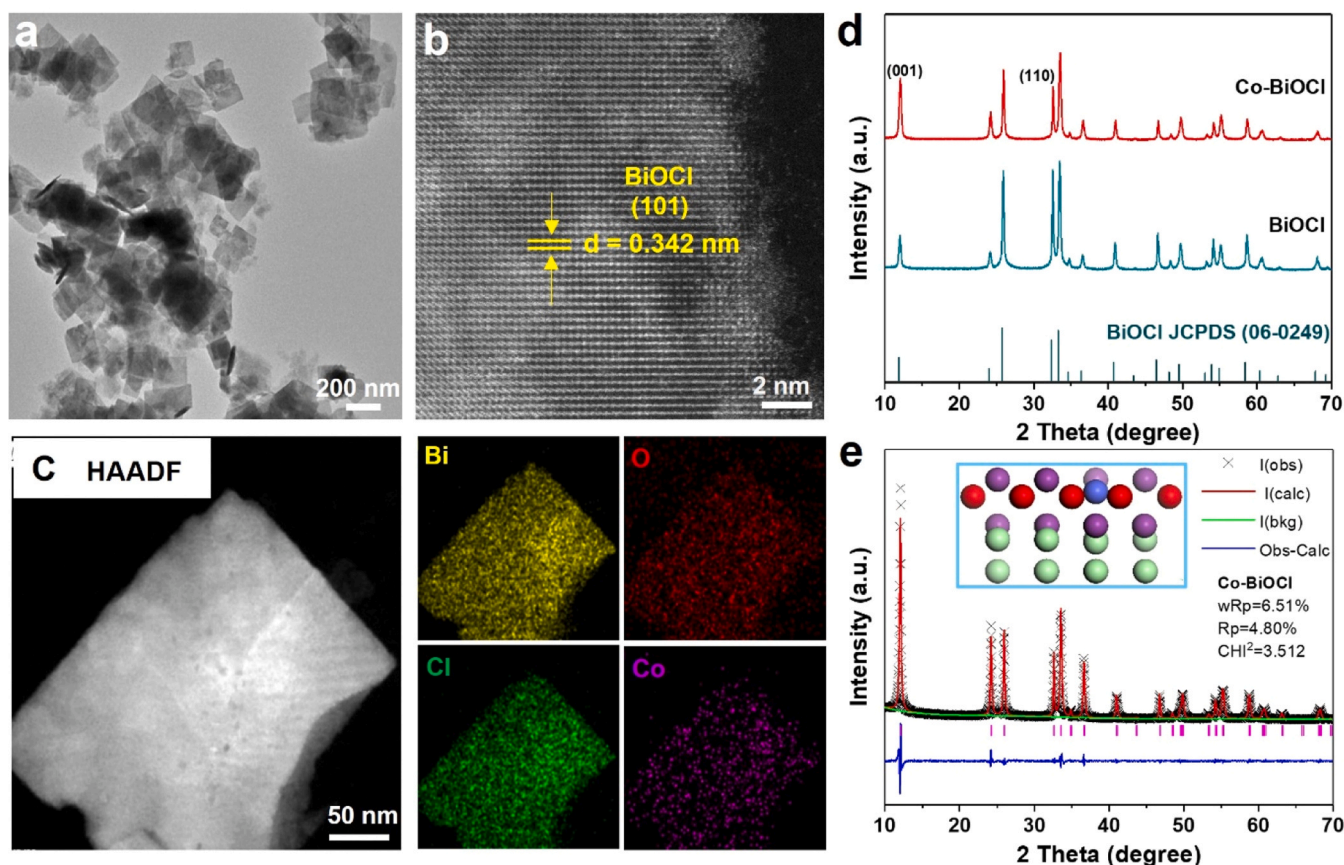 a
200 nm
b
BiOCl
(101)
d = 0.342 nm
2 nm
C HAADF
50 nm
Bi
O
Cl
Co
d
(001)
(110)
Co-BiOCl
BiOCl
BiOCl JCPDS (06-0249)
Intensity (a.u.)
10 20 30 40 50 60 70
2 Theta (degree)
e
I(obs)
I(calc)
I(bkg)
Obs-Calc
Co-BiOCl
wRp=6.51%
Rp=4.80%
CHI²=3.512
Intensity (a.u.)
10 20 30 40 50 60 70
2 Theta (degree)